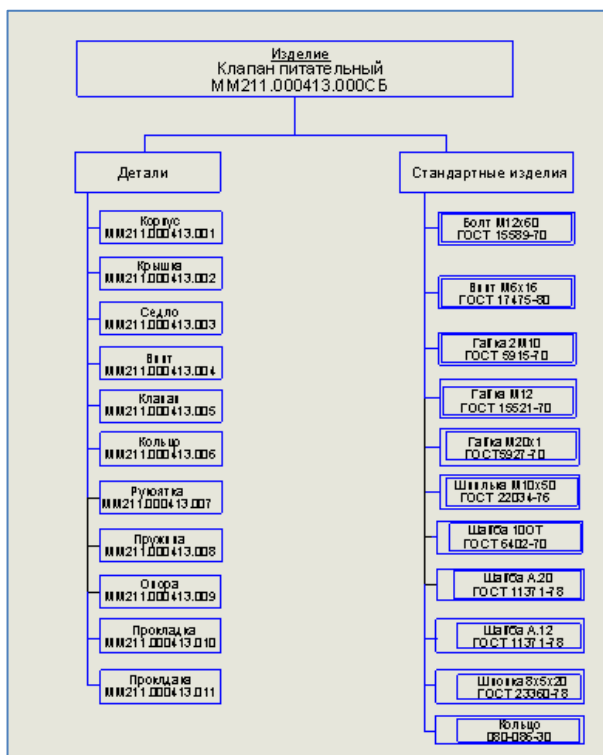 Изделие
Клапан питательный
ММ211.000413.000СБ
Детали
Корпус
ММ211.000413.001
Крышка
ММ211.000413.002
Седло
ММ211.000413.003
Винт
ММ211.000413.004
Клапан
ММ211.000413.005
Кольцо
ММ211.000413.006
Рукоятка
ММ211.000413.007
Пружина
ММ211.000413.008
Опора
ММ211.000413.009
Прокладка
ММ211.000413.010
Прокладка
ММ211.000413.011
Стандартные изделия
Болт М12х60
ГОСТ 15589-70
Винт М6х16
ГОСТ 17475-80
Гайка 2М10
ГОСТ 5915-70
Гайка М12
ГОСТ 15521-70
Гайка М20х1
ГОСТ5927-70
Шпилька М10х50
ГОСТ 22034-76
Шайба 10ОТ
ГОСТ 6402-70
Шайба А.20
ГОСТ 11371-78
Шайба А.12
ГОСТ 11371-78
Шпонка 8х5х20
ГОСТ 23360-78
Кольцо
080-086-30